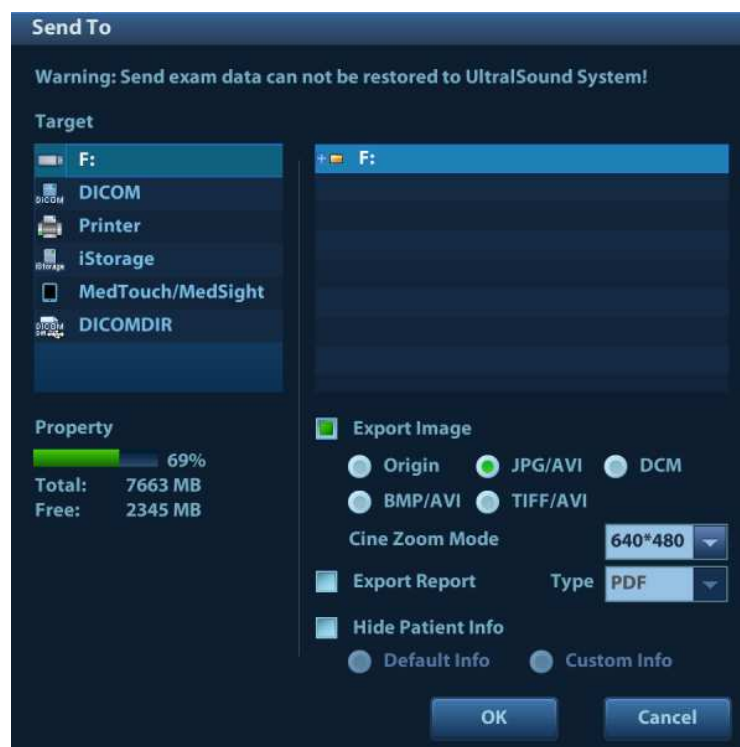 Send To
Warning: Send exam data can not be restored to UltralSound System!
Target
F:
DICOM
Printer
iStorage
MedTouch/MedSight
DICOMDIR
F:
Property
69%
Total: 7663 MB
Free: 2345 MB
Export Image
Origin JPG/AVI DCM
BMP/AVI TIFF/AVI
Cine Zoom Mode 640*480
Export Report Type PDF
Hide Patient Info
Default Info Custom Info
OK Cancel